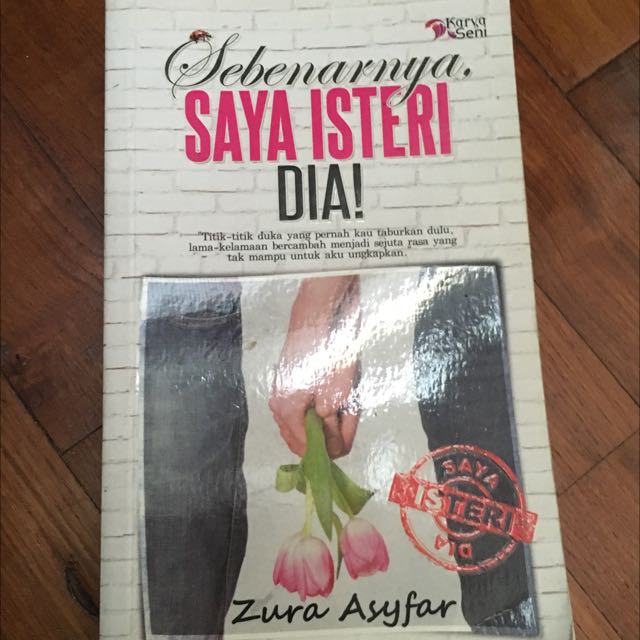 Karya
Seni
Sebenarnya,
SAYA ISTERI
DIA!
"Titik-titik duka yang pernah kau taburkan dulu,
lama-kelamaan bercambah menjadi sejuta rasa yang
tak mampu untuk aku ungkapkan."
SAYA
ISTERI
DIA
Zura Asyfar